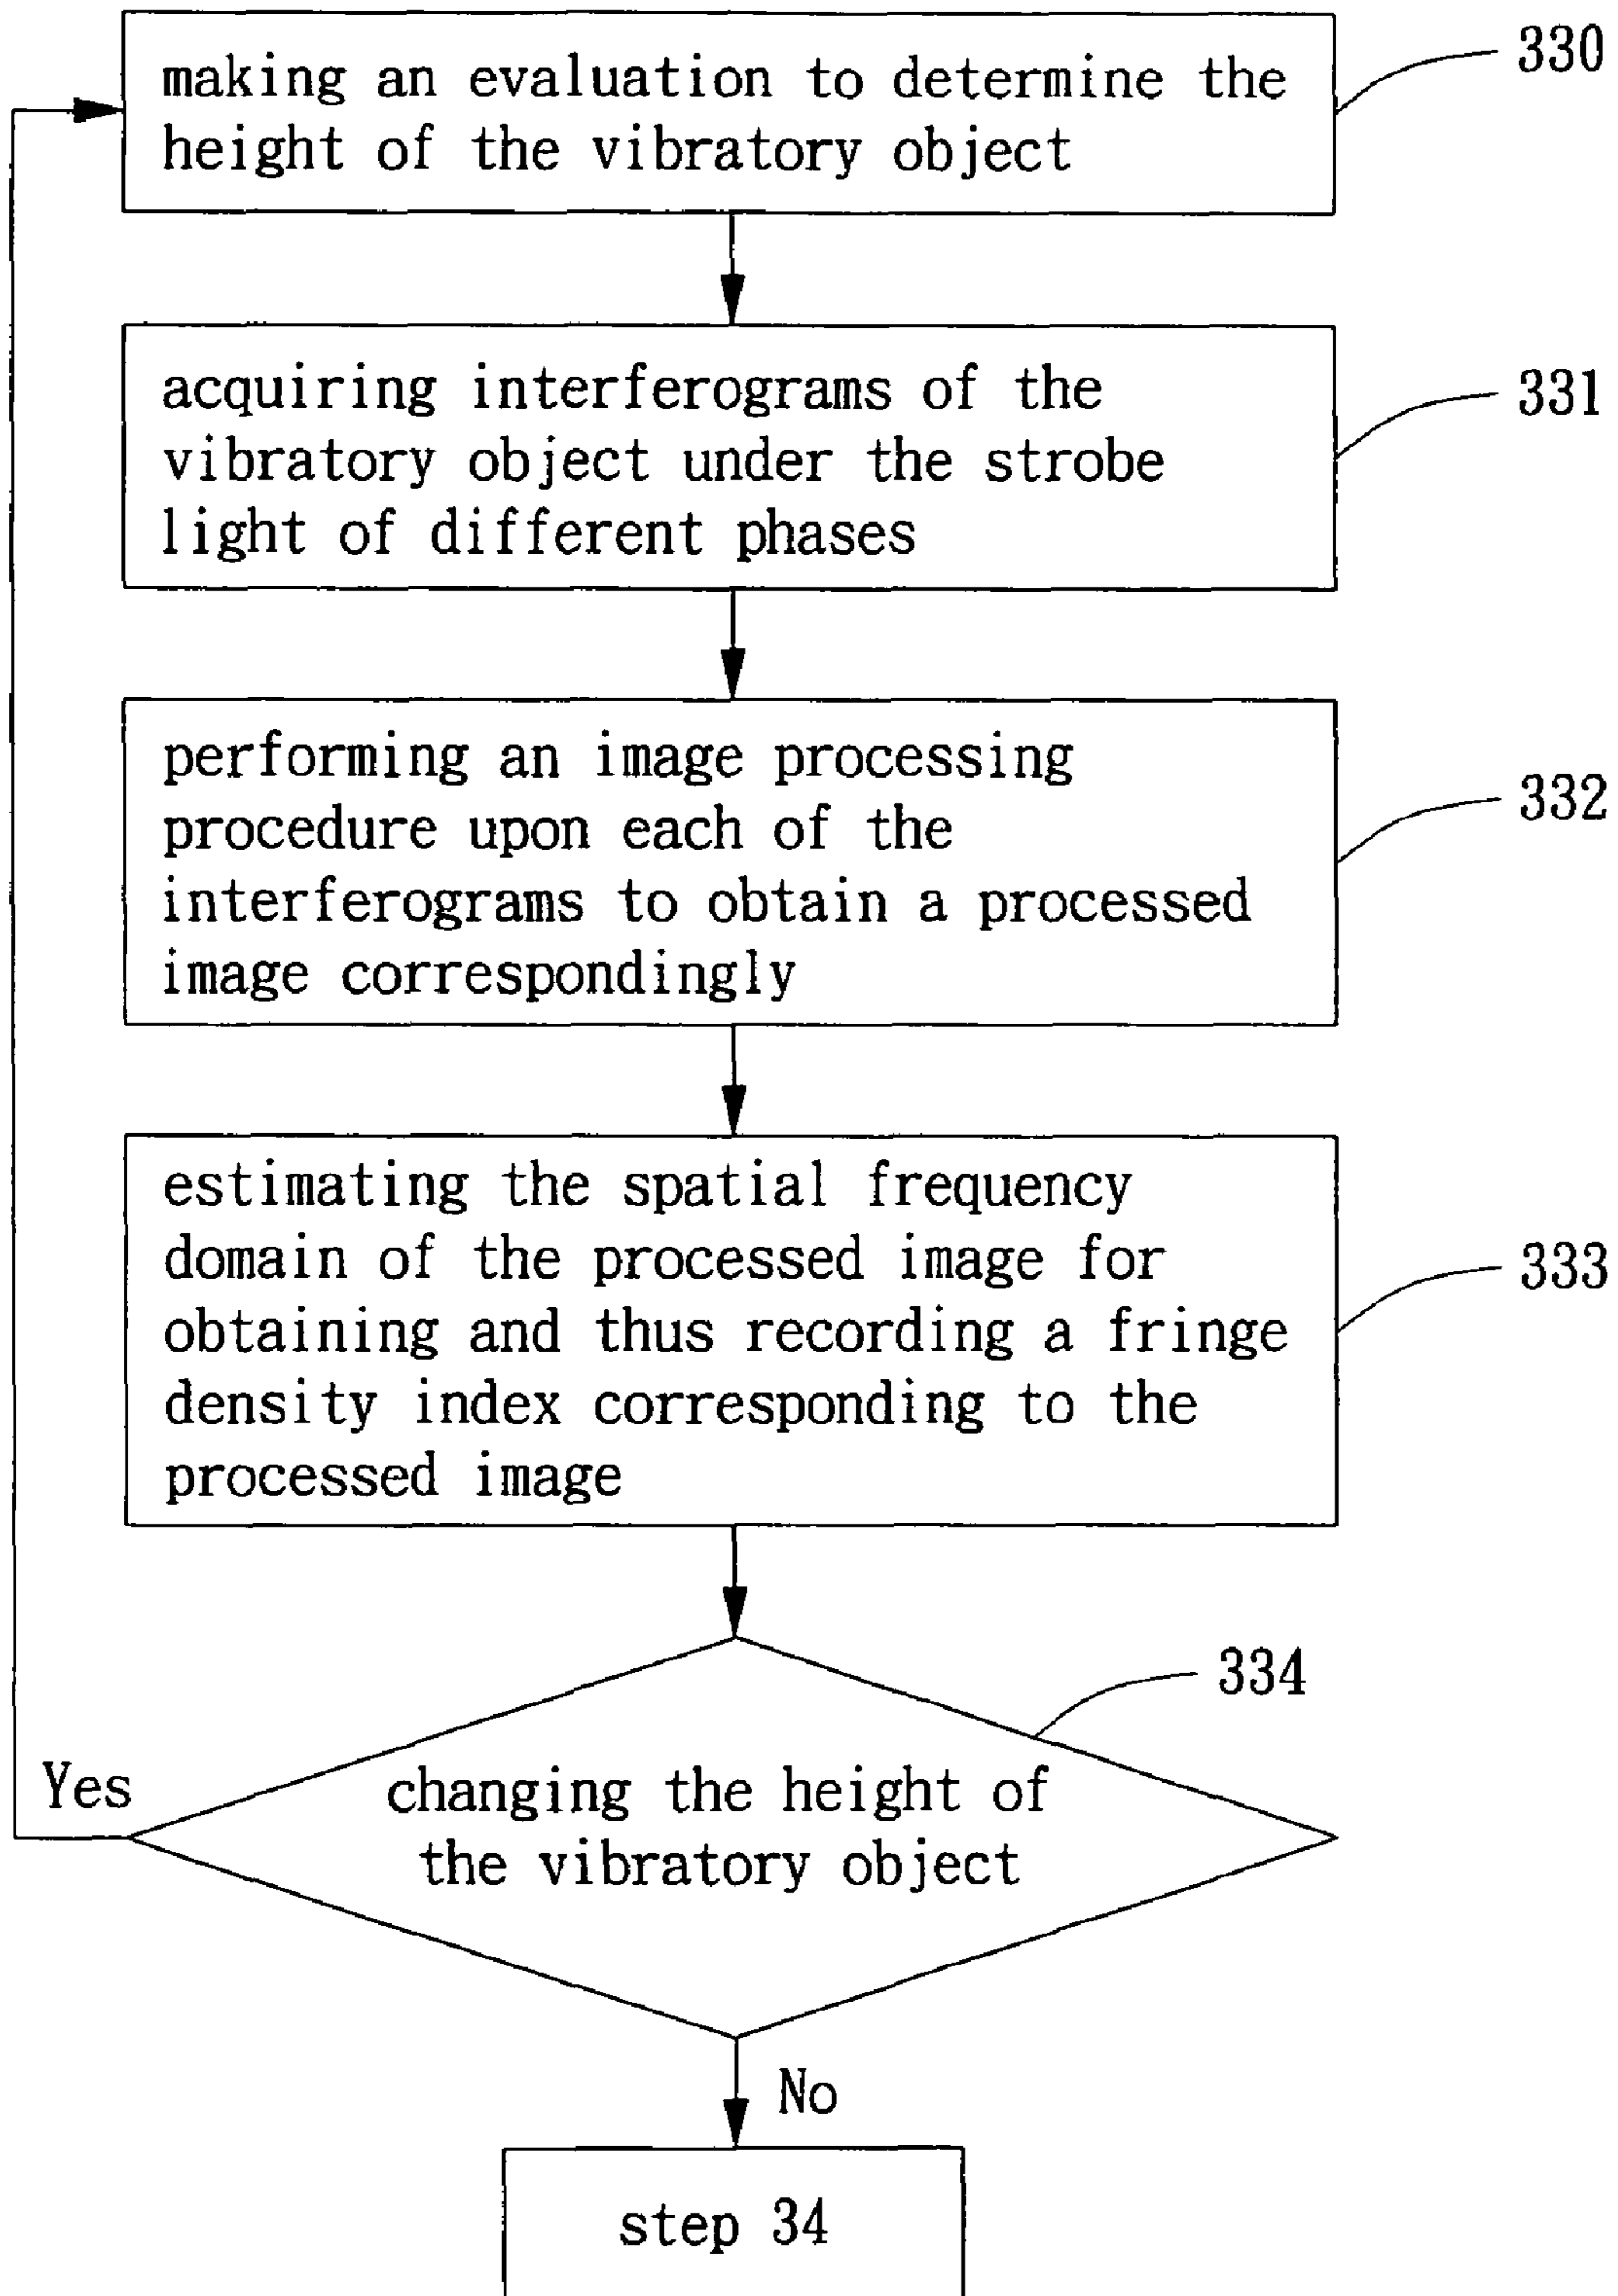 making an evaluation to determine the
height of the vibratory object
330
acquiring interferograms of the
vibratory object under the strobe
light of different phases
331
performing an image processing
procedure upon each of the
interferograms to obtain a processed
image correspondingly
332
estimating the spatial frequency
domain of the processed image for
obtaining and thus recording a fringe
density index corresponding to the
processed image
333
334
Yes
changing the height of
the vibratory object
No
step 34